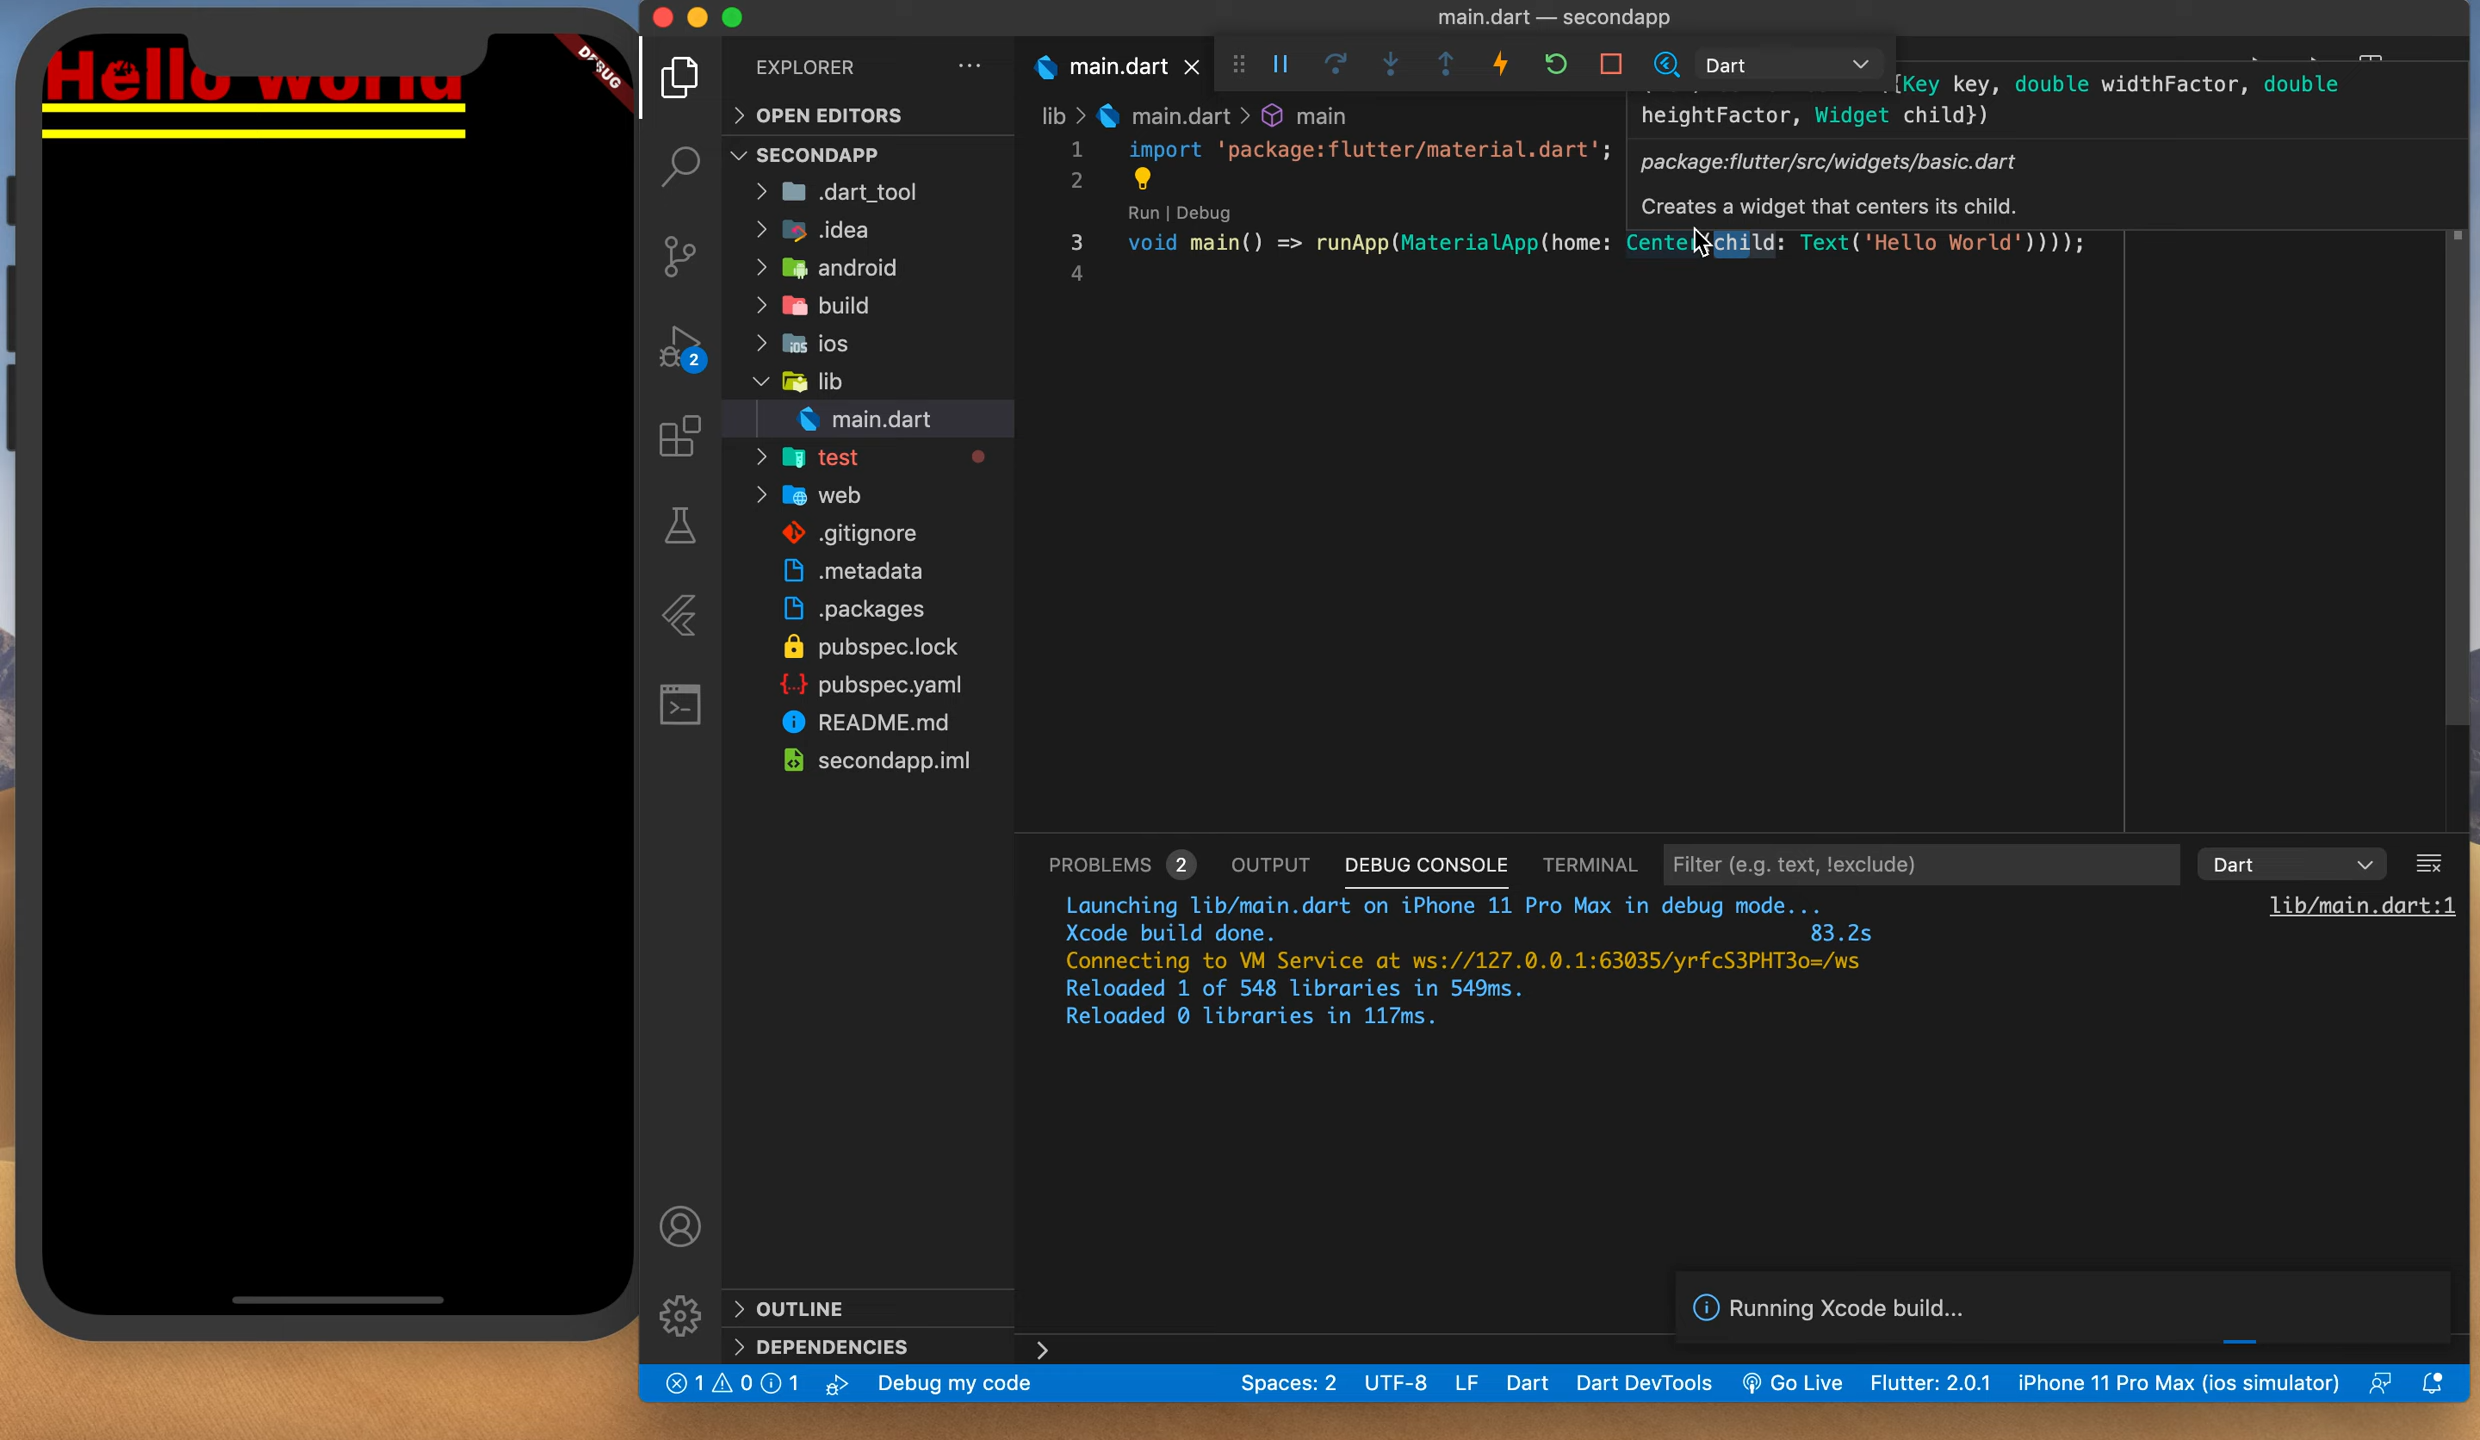 Hello World
DEBUG
main.dart — secondapp
EXPLORER
main.dart
Dart
OPEN EDITORS
SECONDAPP
.dart_tool
.idea
android
build
ios
lib
main.dart
test
web
.gitignore
.metadata
.packages
pubspec.lock
pubspec.yaml
README.md
secondapp.iml
OUTLINE
DEPENDENCIES
lib > main.dart > main
1 import 'package:flutter/material.dart';
2
Run | Debug
3 void main() => runApp(MaterialApp(home: Center child: Text('Hello World'))));
4
{Key key, double widthFactor, double
heightFactor, Widget child})
package:flutter/src/widgets/basic.dart
Creates a widget that centers its child.
PROBLEMS 2 OUTPUT DEBUG CONSOLE TERMINAL Filter (e.g. text, !exclude) Dart
Launching lib/main.dart on iPhone 11 Pro Max in debug mode... lib/main.dart:1
Xcode build done. 83.2s
Connecting to VM Service at ws://127.0.0.1:63035/yrfcS3PHT3o=/ws
Reloaded 1 of 548 libraries in 549ms.
Reloaded 0 libraries in 117ms.
Running Xcode build...
2
1 0 1 Debug my code Spaces: 2 UTF-8 LF Dart Dart DevTools Go Live Flutter: 2.0.1 iPhone 11 Pro Max (ios simulator)